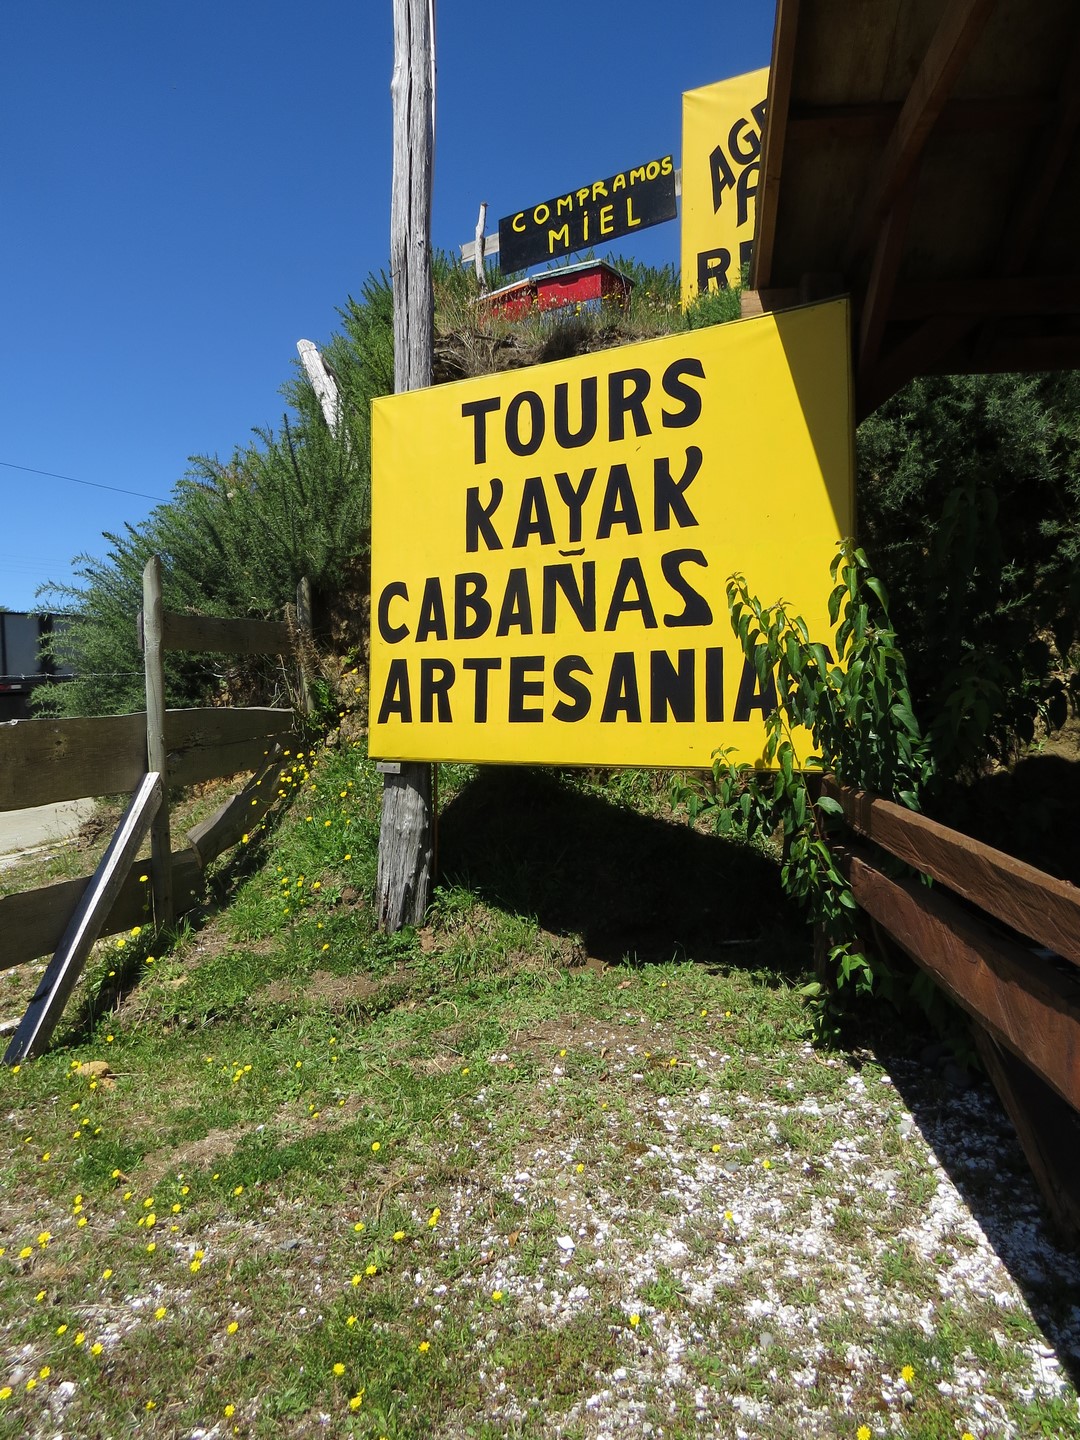 COMPRAMOS
MiEL
TOURS
KAYAK
CABAÑAS
ARTESANIA